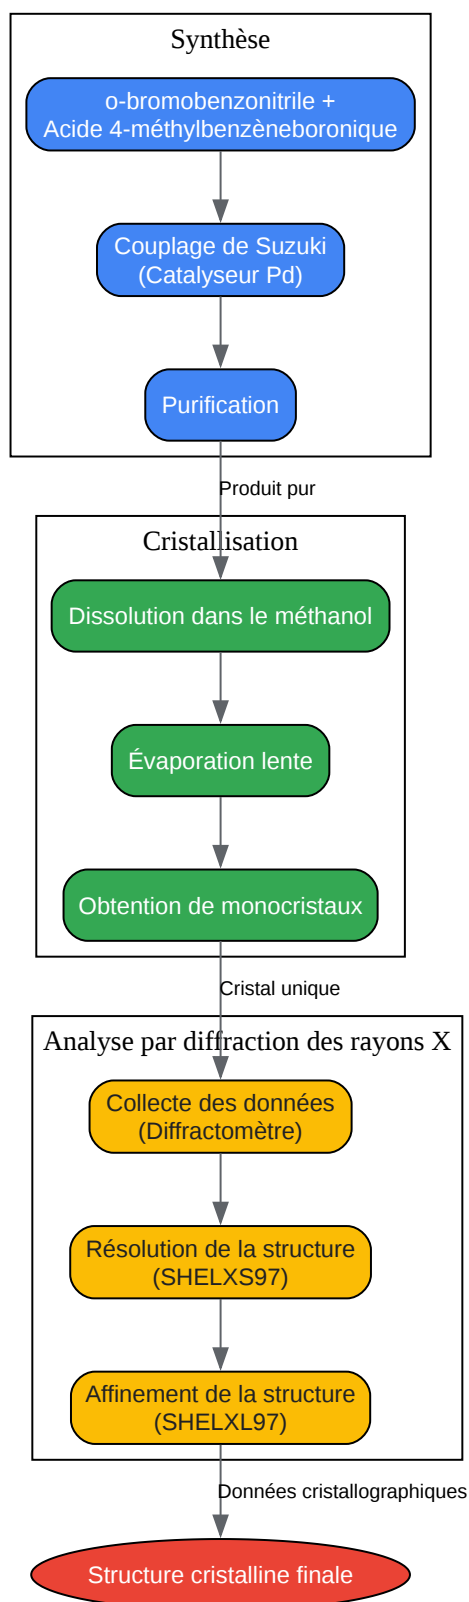 Synthèse
o-bromobenzonitrile +
Acide 4-méthylbenzèneboronique
Couplage de Suzuki
(Catalyseur Pd)
Purification
Produit pur
Cristallisation
Dissolution dans le méthanol
Évaporation lente
Obtention de monocristaux
Cristal unique
Analyse par diffraction des rayons X
Collecte des données
(Diffractomètre)
Résolution de la structure
(SHELXS97)
Affinement de la structure
(SHELXL97)
Données cristallographiques
Structure cristalline finale